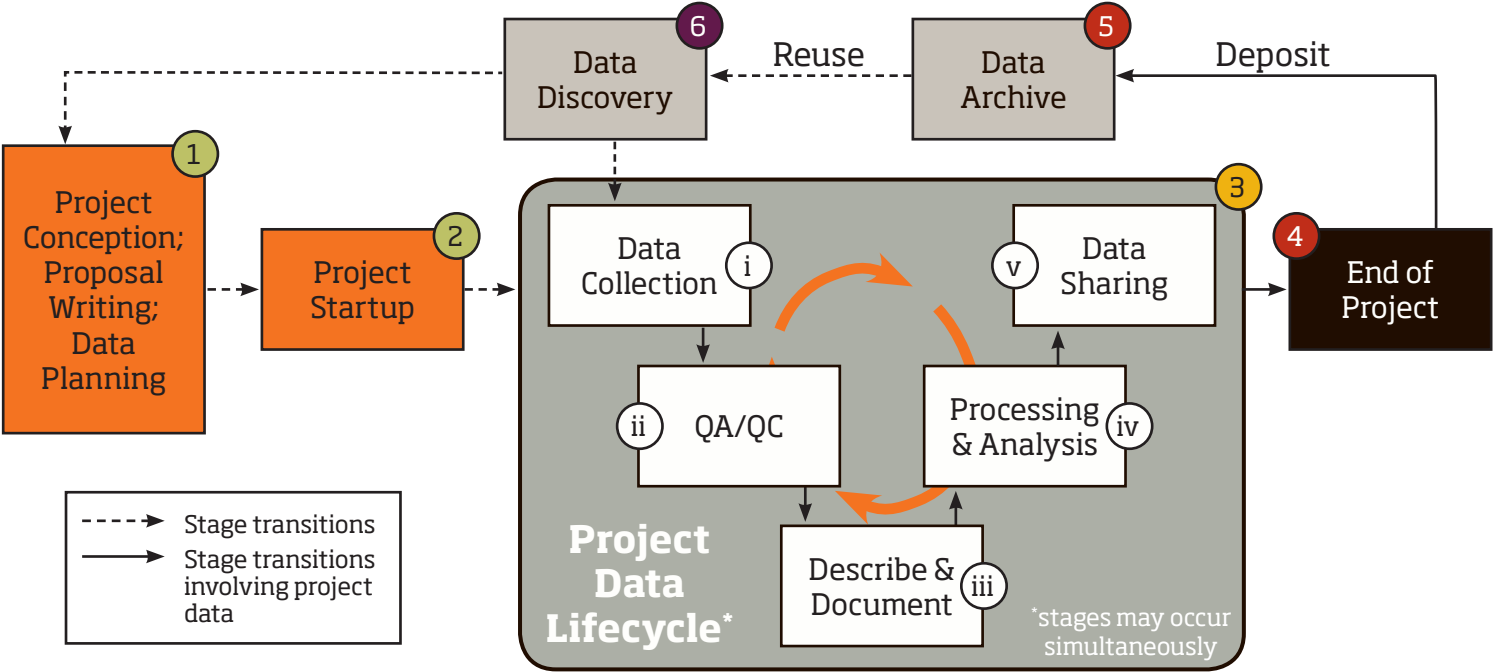 6
Data
Discovery
Reuse
5
Data
Archive
Deposit
1
Project
Conception;
Proposal
Writing;
Data
Planning
2
Project
Startup
3
Data
Collection
i
v
Data
Sharing
4
End of
Project
ii
QA/QC
Processing
& Analysis
iv
Describe &
Document
iii
Project
Data
Lifecycle*
*stages may occur
simultaneously
Stage transitions
Stage transitions
involving project
data